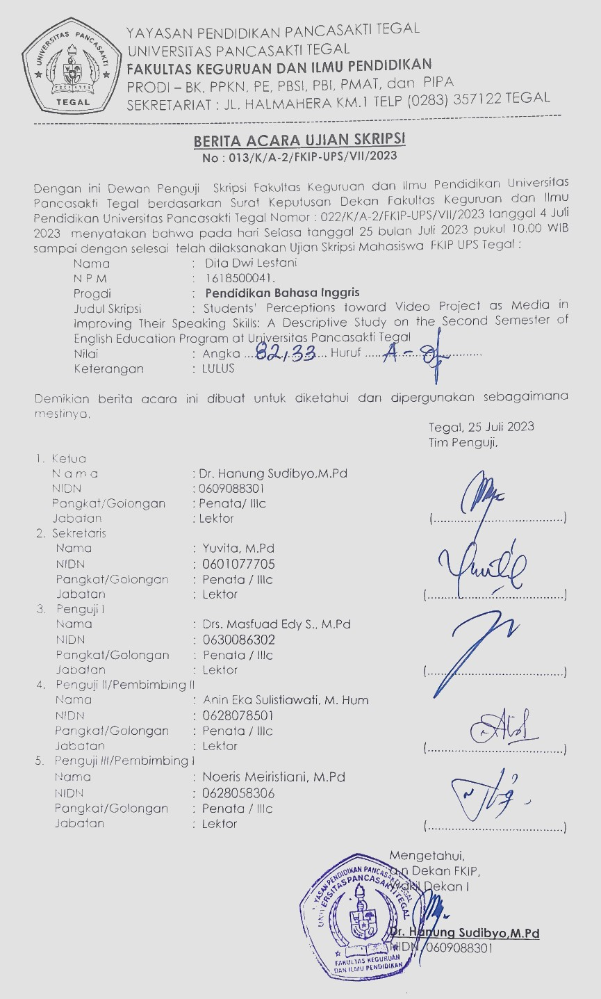 UNIVERSITAS PANCASAKTI
TEGAL
YAYASAN PENDIDIKAN PANCASAKTI TEGAL
UNIVERSITAS PANCASAKTI TEGAL
FAKULTAS KEGURUAN DAN ILMU PENDIDIKAN
PRODI – BK, PPKN, PE, PBSI, PBI, PMAT, dan PIPA
SEKRETARIAT : JL. HALMAHERA KM.1 TELP (0283) 357122 TEGAL
BERITA ACARA UJIAN SKRIPSI
No : 013/K/A-2/FKIP-UPS/VII/2023
Dengan ini Dewan Penguji Skripsi Fakultas Keguruan dan Ilmu Pendidikan Universitas
Pancasakti Tegal berdasarkan Surat Keputusan Dekan Fakultas Keguruan dan Ilmu
Pendidikan Universitas Pancasakti Tegal Nomor : 022/K/A-2/FKIP-UPS/VII/2023 tanggal 4 Juli
2023 menyatakan bahwa pada hari Selasa tanggal 25 bulan Juli 2023 pukul 10.00 WIB
sampai dengan selesai telah dilaksanakan Ujian Skripsi Mahasiswa FKIP UPS Tegal :
Nama : Dita Dwi Lestani
N P M : 1618500041.
Progdi : Pendidikan Bahasa Inggris
Judul Skripsi : Students' Perceptions toward Video Project as Media in
Improving Their Speaking Skills: A Descriptive Study on the Second Semester of
English Education Program at Universitas Pancasakti Tegal
Nilai : Angka ...82,33... Huruf .....A -..........
Keterangan : LULUS
Demikian berita acara ini dibuat untuk diketahui dan dipergunakan sebagaimana
mestinya.
Tegal, 25 Juli 2023
Tim Penguji,
1. Ketua
N a m a : Dr. Hanung Sudibyo,M.Pd
NIDN : 0609088301
Pangkat/Golongan : Penata/ IIIc
Jabatan : Lektor (....................................)
2. Sekretaris
Nama : Yuvita, M.Pd
NIDN : 0601077705
Pangkat/Golongan : Penata / IIIc
Jabatan : Lektor (....................................)
3. Penguji I
Nama : Drs. Masfuad Edy S., M.Pd
NIDN : 0630086302
Pangkat/Golongan : Penata / IIIc
Jabatan : Lektor (....................................)
4. Penguji II/Pembimbing II
Nama : Anin Eka Sulistiawati, M. Hum
NIDN : 0628078501
Pangkat/Golongan : Penata / IIIc
Jabatan : Lektor (....................................)
5. Penguji III/Pembimbing I
Nama : Noeris Meiristiani, M.Pd
NIDN : 0628058306
Pangkat/Golongan : Penata / IIIc
Jabatan : Lektor (....................................)
Mengetahui,
a.n Dekan FKIP,
Wakil Dekan I
Dr. Hanung Sudibyo,M.Pd
NIDN. 0609088301
YAYASAN PENDIDIKAN PANCASAKTI TEGAL
UNIVERSITAS PANCASAKTI TEGAL
FAKULTAS KEGURUAN
DAN ILMU PENDIDIKAN